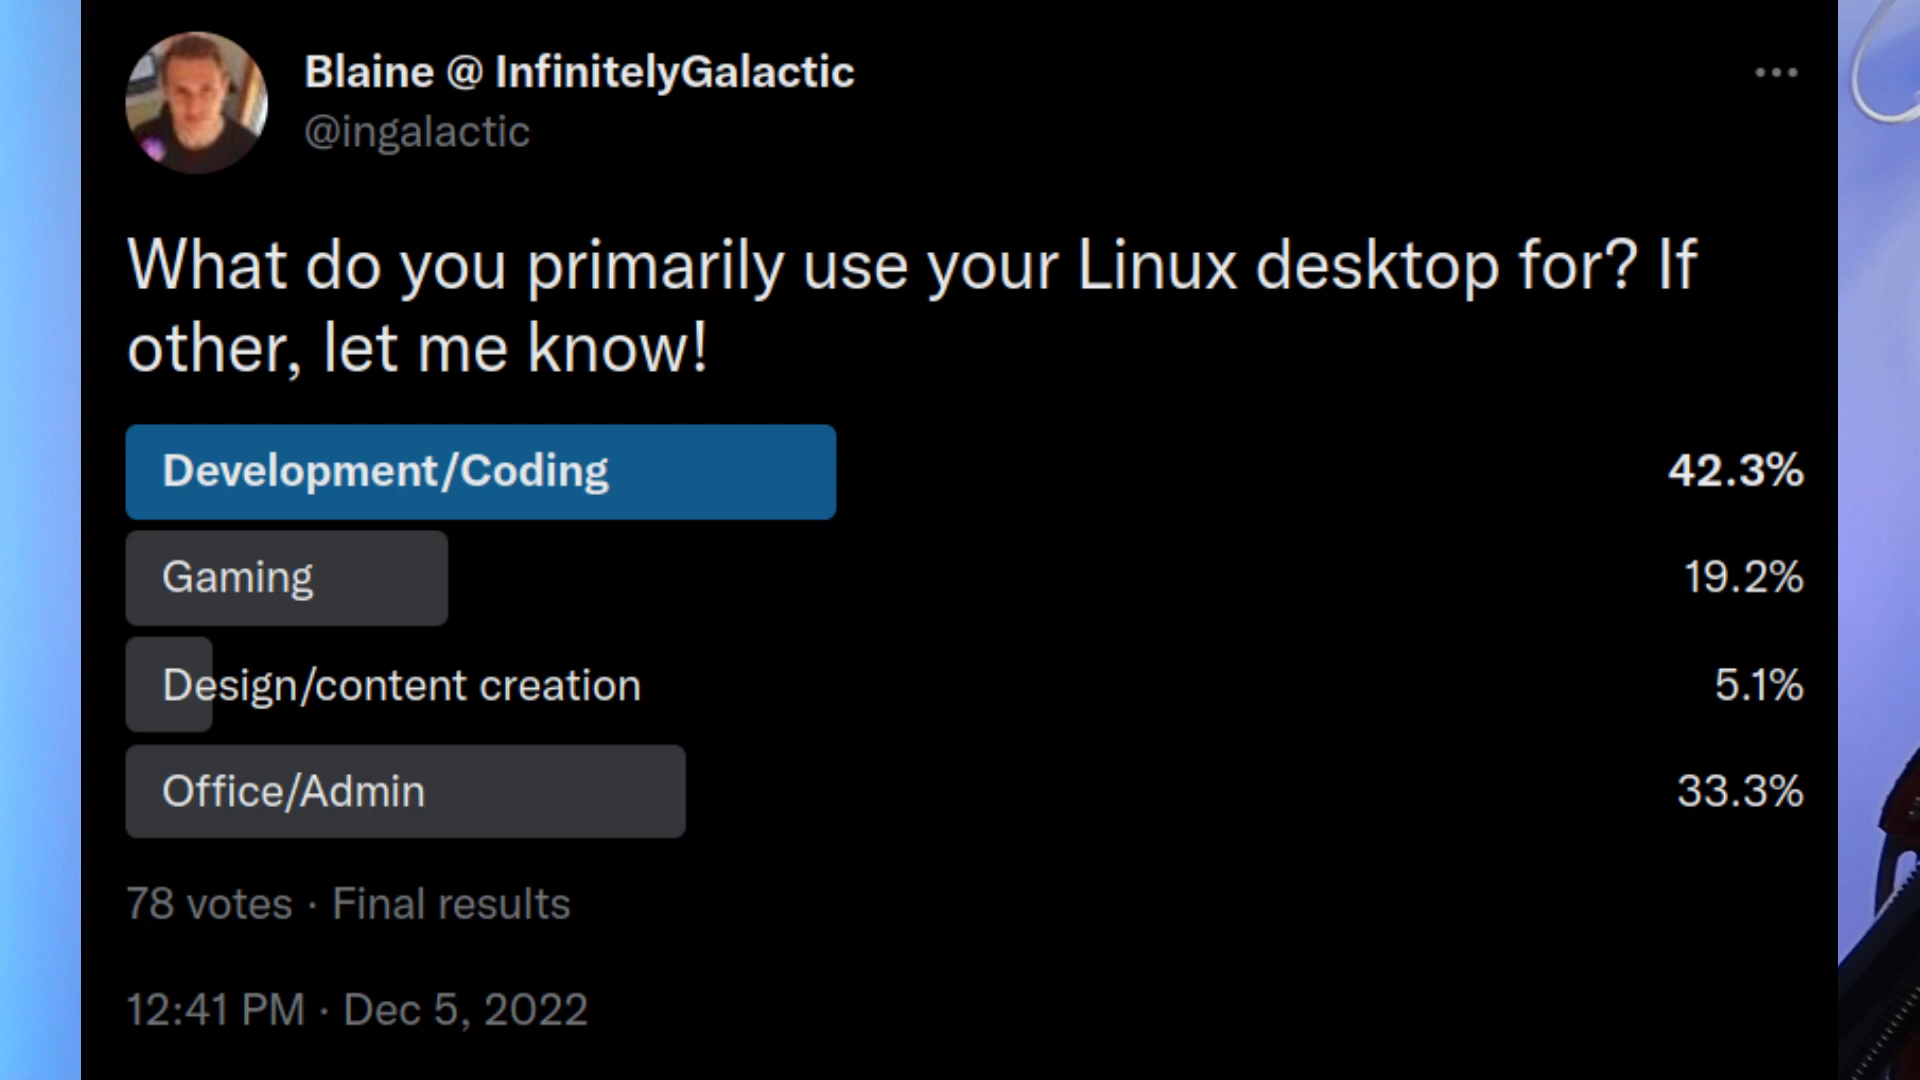 Blaine @ InfinitelyGalactic
@ingalactic
What do you primarily use your Linux desktop for? If
other, let me know!
Development/Coding 42.3%
Gaming 19.2%
Design/content creation 5.1%
Office/Admin 33.3%
78 votes · Final results
12:41 PM · Dec 5, 2022